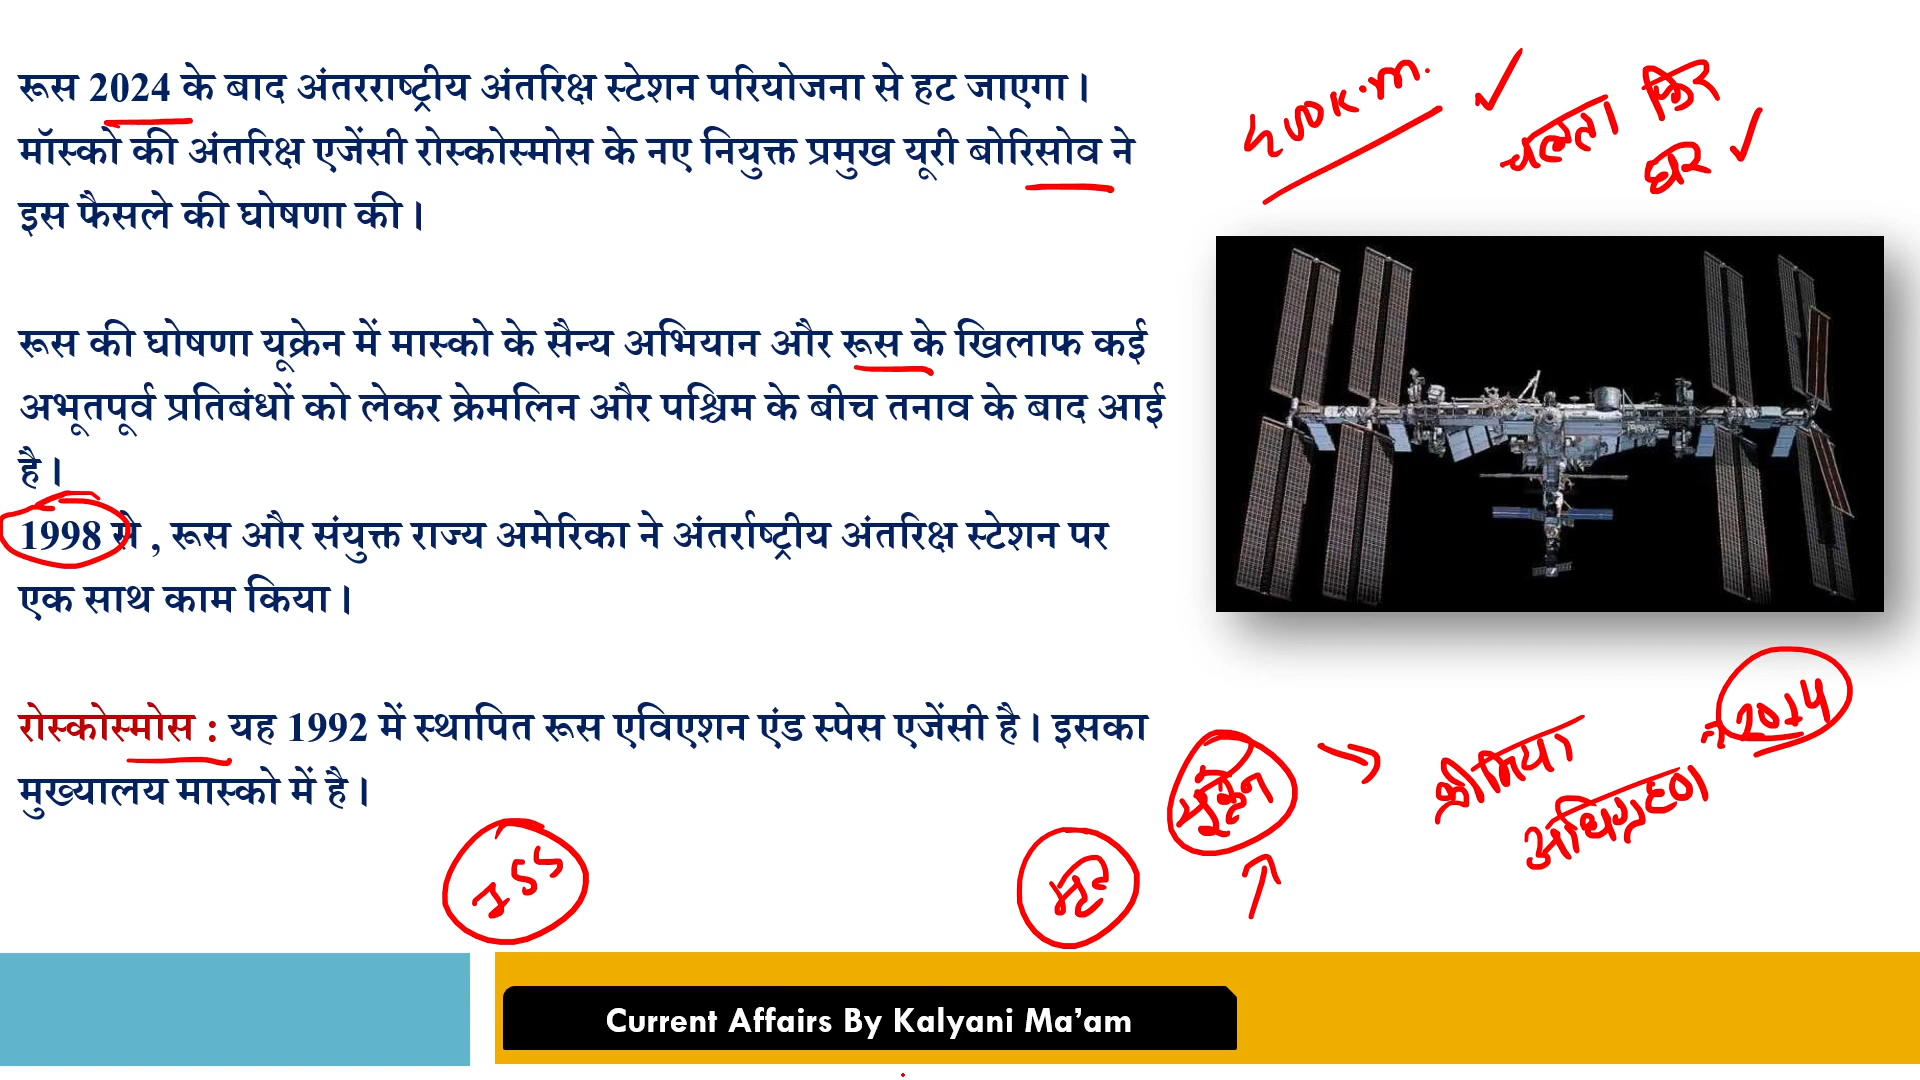 रूस 2024 के बाद अंतरराष्ट्रीय अंतरिक्ष स्टेशन परियोजना से हट जाएगा।
मॉस्को की अंतरिक्ष एजेंसी रोस्कोस्मोस के नए नियुक्त प्रमुख यूरी बोरिसोव ने
इस फैसले की घोषणा की।
400K.M.
चलता फिर
घर
रूस की घोषणा यूक्रेन में मास्को के सैन्य अभियान और रूस के खिलाफ कई
अभूतपूर्व प्रतिबंधों को लेकर क्रेमलिन और पश्चिम के बीच तनाव के बाद आई
है।
1998 से , रूस और संयुक्त राज्य अमेरिका ने अंतर्राष्ट्रीय अंतरिक्ष स्टेशन पर
एक साथ काम किया।
रोस्कोस्मोस : यह 1992 में स्थापित रूस एविएशन एंड स्पेस एजेंसी है। इसका
मुख्यालय मास्को में है।
यूक्रेन
क्रीमिया
अधिग्रहण
2014
ISS
Current Affairs By Kalyani Ma’am